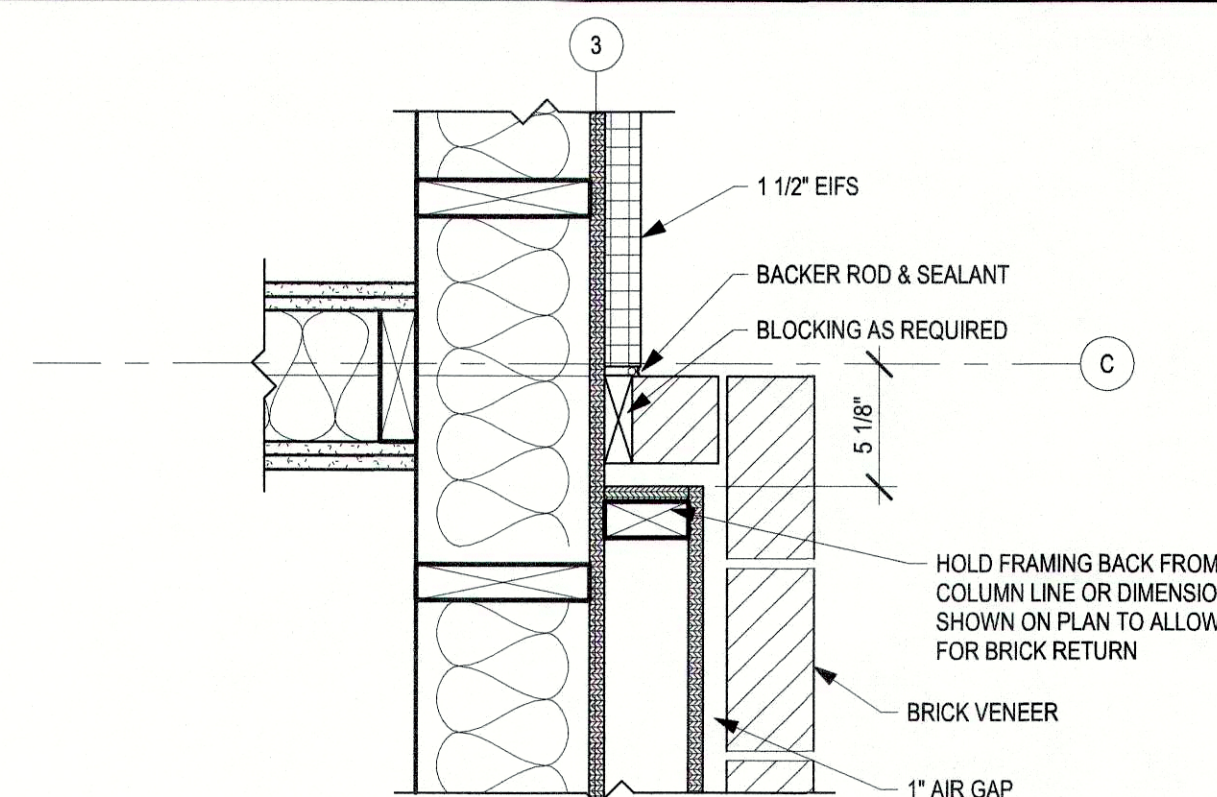 3
1 1/2" EIFS
BACKER ROD & SEALANT
BLOCKING AS REQUIRED
C
5 1/8"
HOLD FRAMING BACK FROM
COLUMN LINE OR DIMENSIO
SHOWN ON PLAN TO ALLOW
FOR BRICK RETURN
BRICK VENEER
1" AIR GAP